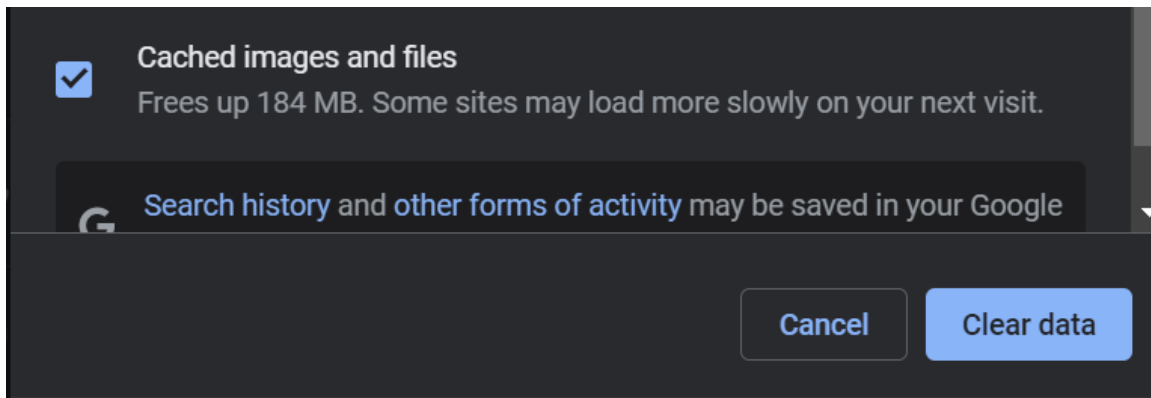 Cached images and files
Frees up 184 MB. Some sites may load more slowly on your next visit.
Search history and other forms of activity may be saved in your Google
Cancel
Clear data